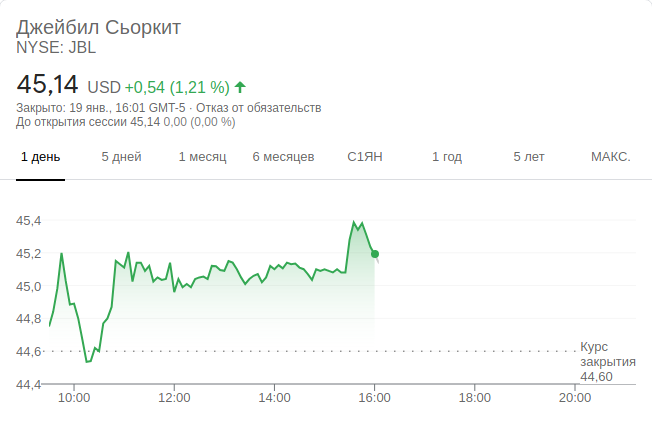 Джейбил Сьоркит
NYSE: JBL
45,14 USD +0,54 (1,21 %)
Закрыто: 19 янв., 16:01 GMT-5 · Отказ от обязательств
До открытия сессии 45,14 0,00 (0,00 %)
1 день 5 дней 1 месяц 6 месяцев С1ЯН 1 год 5 лет МАКС.
45,4
45,2
45,0
44,8
44,6
Курс
закрытия
44,60
44,4
10:00 12:00 14:00 16:00 18:00 20:00